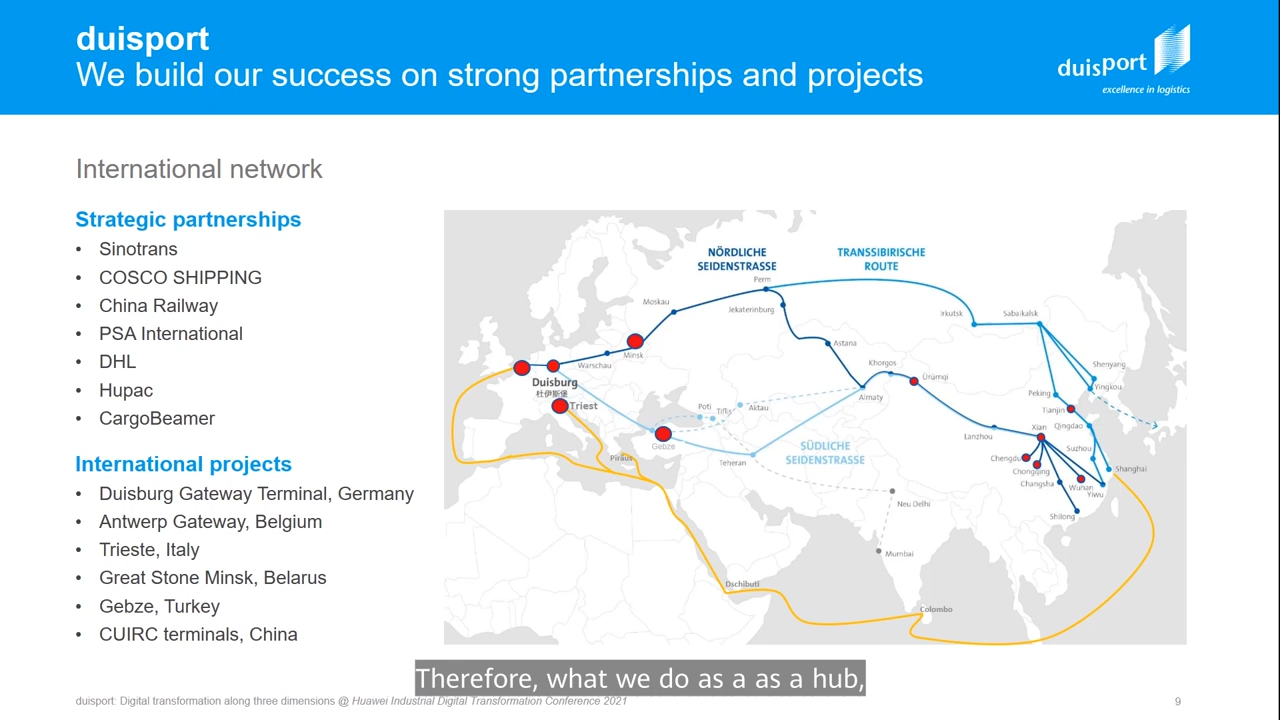 duisport
We build our success on strong partnerships and projects
duisport
excellence in logistics
International network
Strategic partnerships
• Sinotrans
• COSCO SHIPPING
• China Railway
• PSA International
• DHL
• Hupac
• CargoBeamer
International projects
• Duisburg Gateway Terminal, Germany
• Antwerp Gateway, Belgium
• Trieste, Italy
• Great Stone Minsk, Belarus
• Gebze, Turkey
• CUIRC terminals, China
NÖRDLICHE
SEIDENSTRASSE
TRANSSIBIRISCHE
ROUTE
Perm
Moskau
Jekaterinburg
Irkutsk
Sabaikalsk
Minsk
Warschau
Astana
Khorgos
Ürümqi
Almaty
Shenyang
Yingkou
Peking
Tianjin
Duisburg
杜伊斯堡
Triest
Poti
Tiflis
Aktau
Gebze
Piräus
Teheran
SÜDLICHE
SEIDENSTRASSE
Lanzhou
Xian
Qingdao
Suzhou
Chengdu
Chongqing
Shanghai
Changsha
Wuhan
Yiwu
Shilong
Neu Delhi
Mumbai
Dschibuti
Colombo
Therefore, what we do as a as a hub,
duisport: Digital transformation along three dimensions @ Huawei Industrial Digital Transformation Conference 2021
9